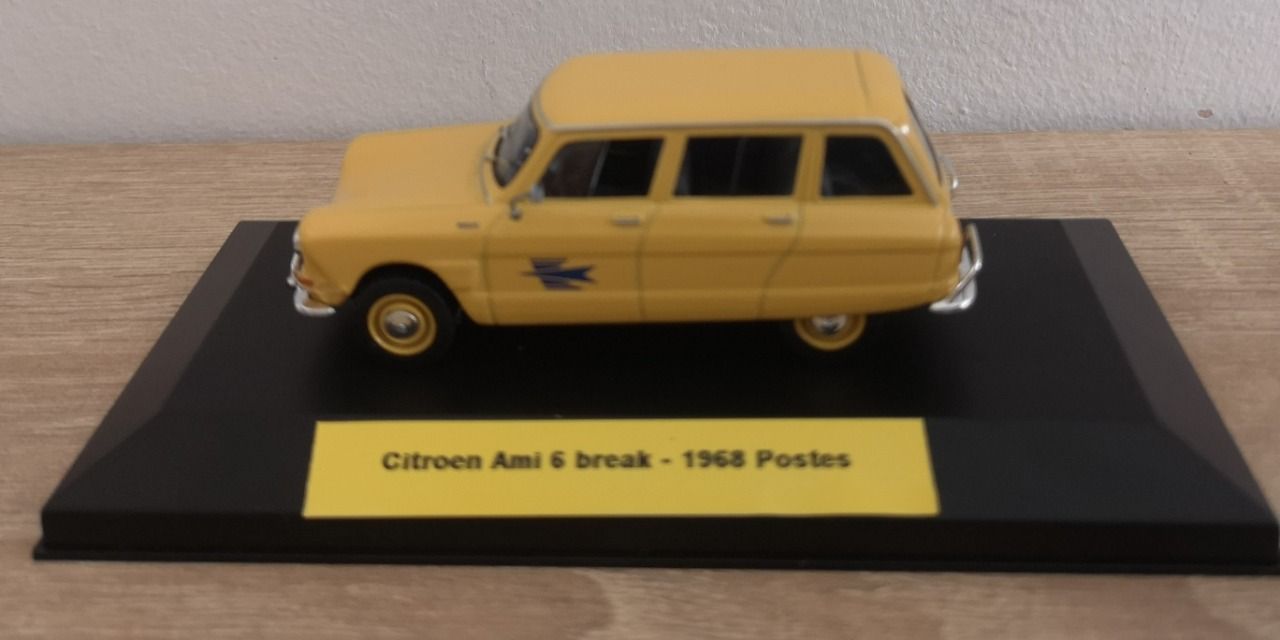 Citroen Ami 6 break - 1968 Postes